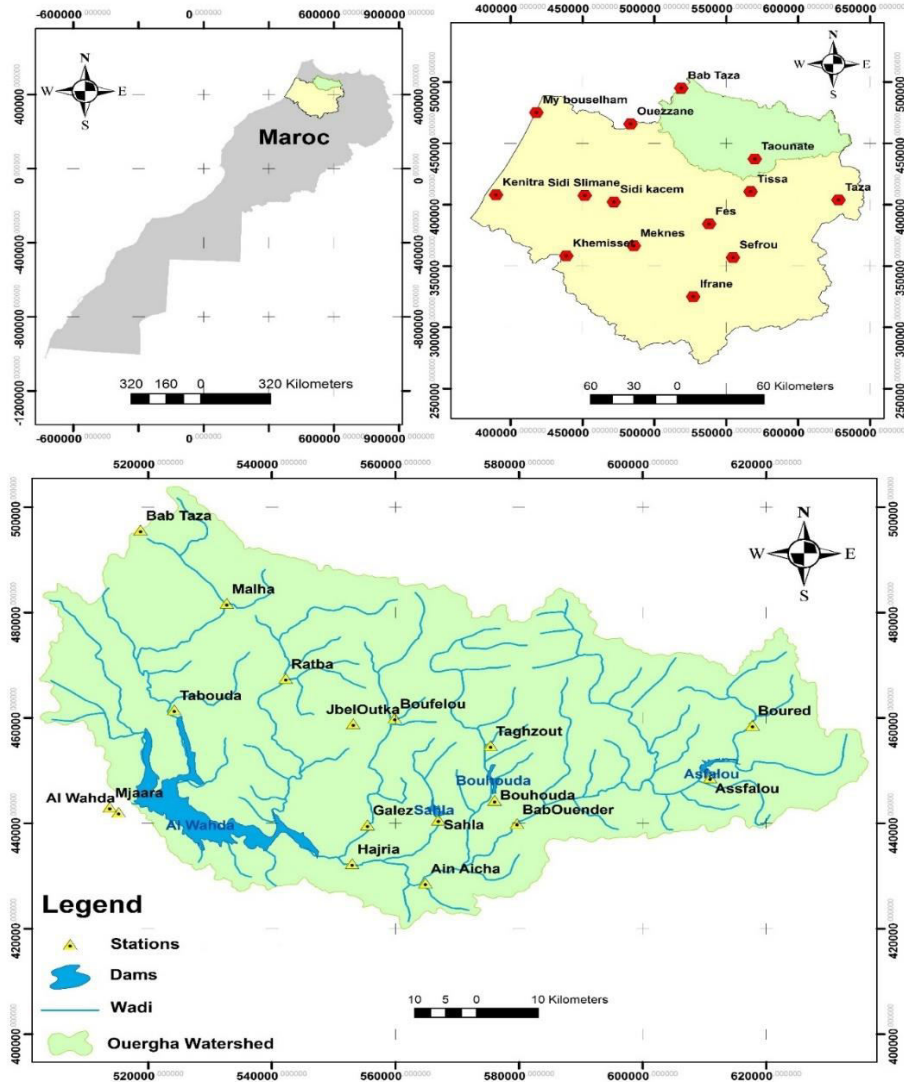 -600000 0 600000 900000
N
W E
S
Maroc
400000
0
-400000
-800000
-1200000
320 160 0 320 Kilometers
-600000 0 600000 900000
400000 450000 500000 550000 600000 650000
N
W E
S
Bab Taza
My bouselham
Ouezzane
Taounate
Tissa
Taza
Kenitra Sidi Slimane
Sidi kacem
Fes
Khemisset
Meknes
Sefrou
Ifrane
500000
450000
400000
350000
300000
250000
60 30 0 60 Kilometers
400000 450000 500000 550000 600000 650000
520000 540000 560000 580000 600000 620000
500000
480000
460000
440000
420000
400000
N
W E
S
Bab Taza
Malha
Ratba
Tabouda
JbelOutka
Boufelou
Taghzout
Boured
Bouhouda
Asfalou
Assfalou
Al Wahda
Mjaara
Al Wahda
Galez
Sahla
Sahla
Bouhouda
BabOuender
Hajria
Ain Aicha
Legend
Stations
Dams
Wadi
Ouergha Watershed
10 5 0 10 Kilometers
520000 540000 560000 580000 600000 620000